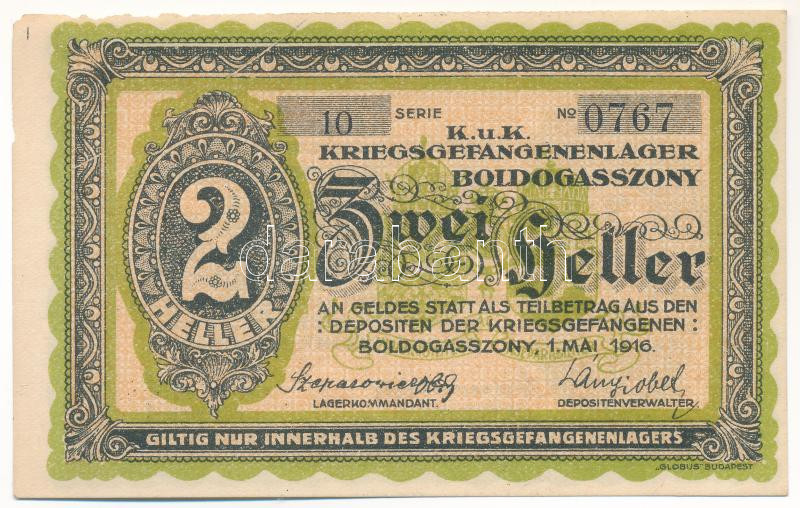 10 SERIE № 0767
K.u.K.
KRIEGSGEFANGENENLAGER
BOLDOGASSZONY
2
HELLER
Zwei Heller
darabanth
AN GELDES STATT ALS TEILBETRAG AUS DEN
: DEPOSITEN DER KRIEGSGEFANGENEN :
BOLDOGASSZONY, 1. MAI 1916.
LAGERKOMMANDANT. DEPOSITENVERWALTER
GILTIG NUR INNERHALB DES KRIEGSGEFANGENENLAGERS
„GLOBUS" BUDAPEST